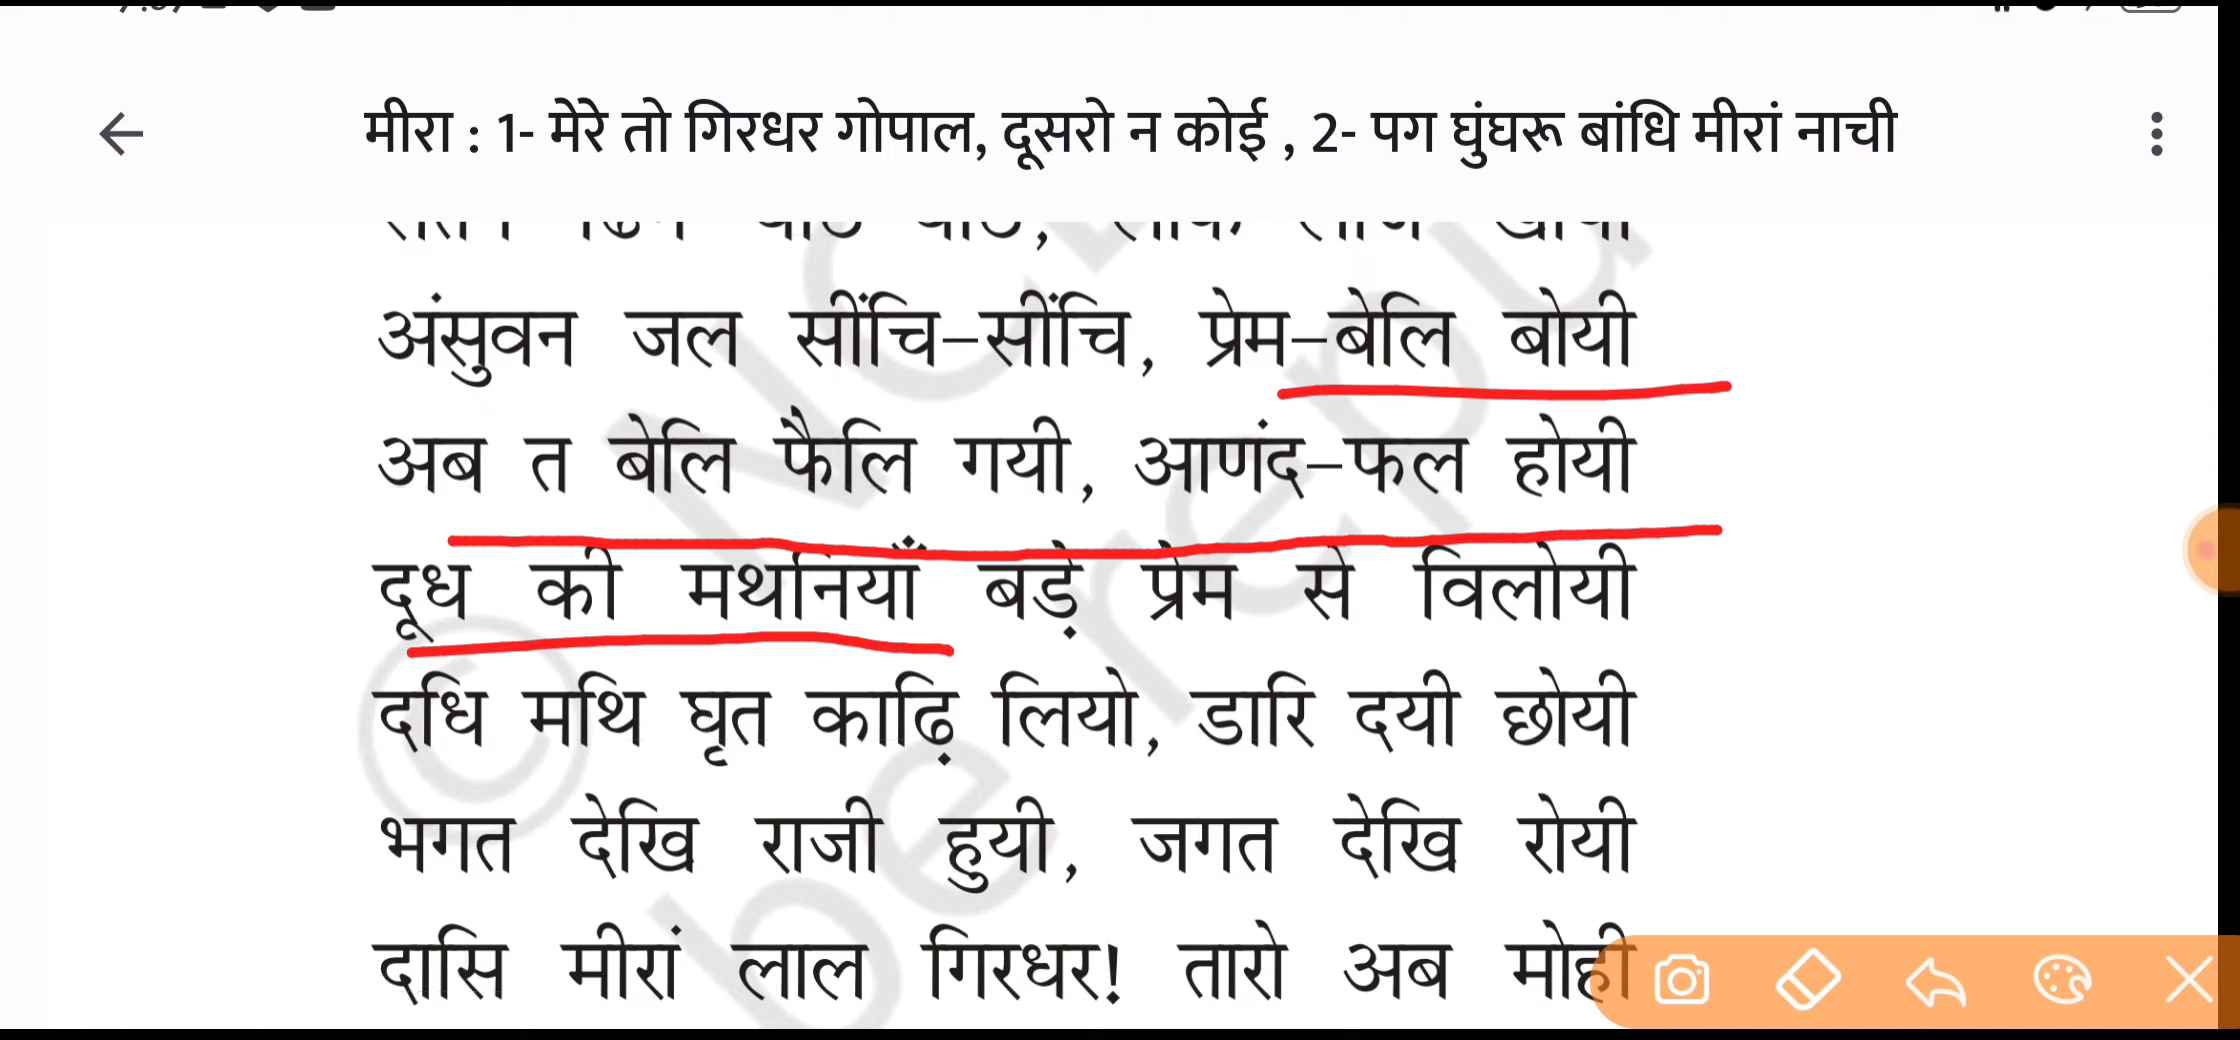 मीरा : 1- मेरे तो गिरधर गोपाल, दूसरो न कोई , 2- पग घुंघरू बांधि मीरां नाची
अंसुवन जल सींचि-सींचि, प्रेम-बेलि बोयी
अब त बेलि फैलि गयी, आणंद-फल होयी
दूध की मथनियाँ बड़े प्रेम से विलोयी
दधि मथि घृत काढ़ि लियो, डारि दयी छोयी
भगत देखि राजी हुयी, जगत देखि रोयी
दासि मीरां लाल गिरधर! तारो अब मोही